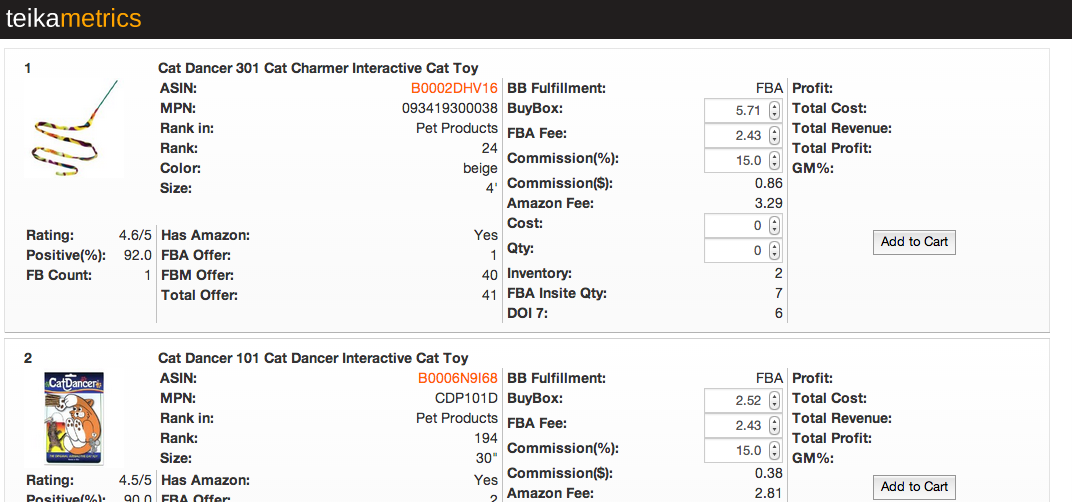 teikametrics
1 Cat Dancer 301 Cat Charmer Interactive Cat Toy
ASIN: B0002DHV16 BB Fulfillment: FBA Profit:
MPN: 093419300038 BuyBox: 5.71 Total Cost:
Rank in: Pet Products FBA Fee: 2.43 Total Revenue:
Rank: 24 Commission(%): 15.0 Total Profit:
Color: beige Commission($): 0.86 GM%:
Size: 4' Amazon Fee: 3.29
Cost: 0
Rating: 4.6/5 Has Amazon: Yes Qty: 0 Add to Cart
Positive(%): 92.0 FBA Offer: 1
FB Count: 1 FBM Offer: 40 Inventory: 2
Total Offer: 41 FBA Insite Qty: 7
DOI 7: 6
2 Cat Dancer 101 Cat Dancer Interactive Cat Toy
CatDancer
ASIN: B0006N9I68 BB Fulfillment: FBA Profit:
MPN: CDP101D BuyBox: 2.52 Total Cost:
Rank in: Pet Products FBA Fee: 2.43 Total Revenue:
Rank: 194 Commission(%): 15.0 Total Profit:
Size: 30" Commission($): 0.38 GM%:
Rating: 4.5/5 Has Amazon: Yes Amazon Fee: 2.81 Add to Cart
Positive(%): 90.0 FBA Offer: 2